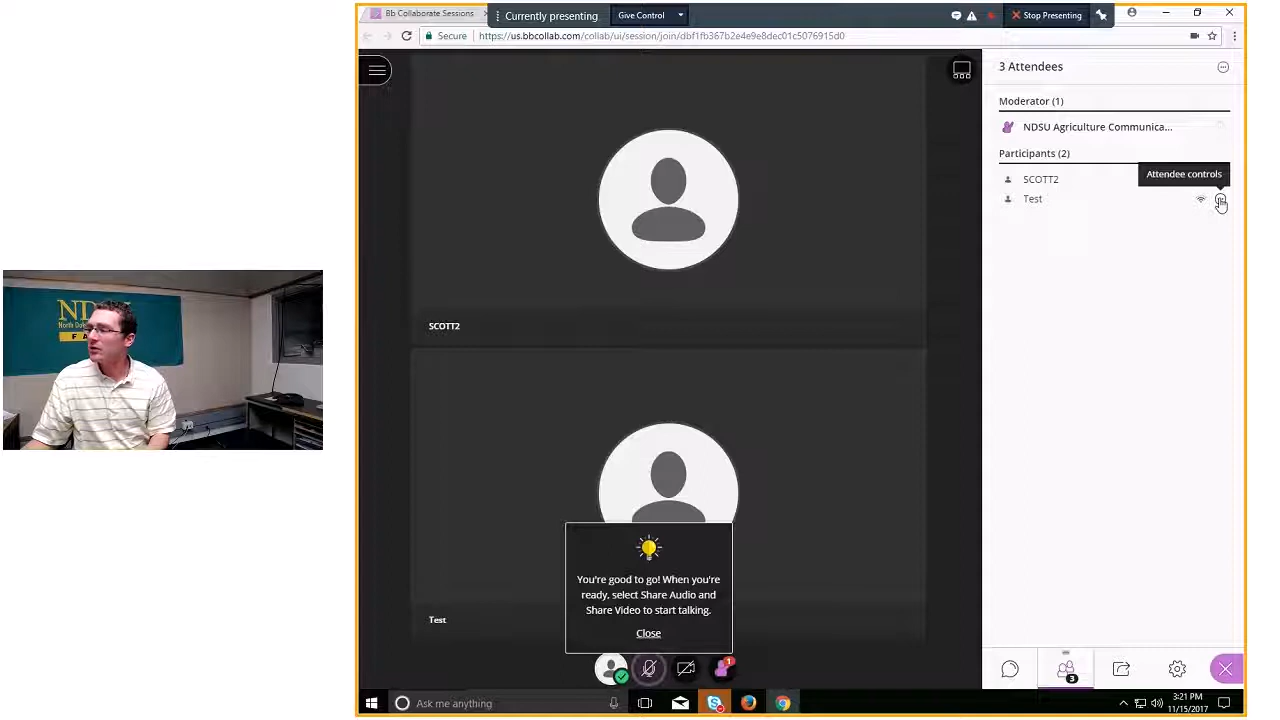 Bb Collaborate Sessions
Currently presenting
Give Control
Stop Presenting
Secure
https://us.bbcollab.com/collab/ui/session/join/dbf1fb367b2e4e9e8dec01c5076915d0
3 Attendees
Moderator (1)
NDSU Agriculture Communica...
Participants (2)
Attendee controls
SCOTT2
Test
SCOTT2
Test
You're good to go! When you're
ready, select Share Audio and
Share Video to start talking.
Close
1
3
Ask me anything
3:21 PM
11/15/2017